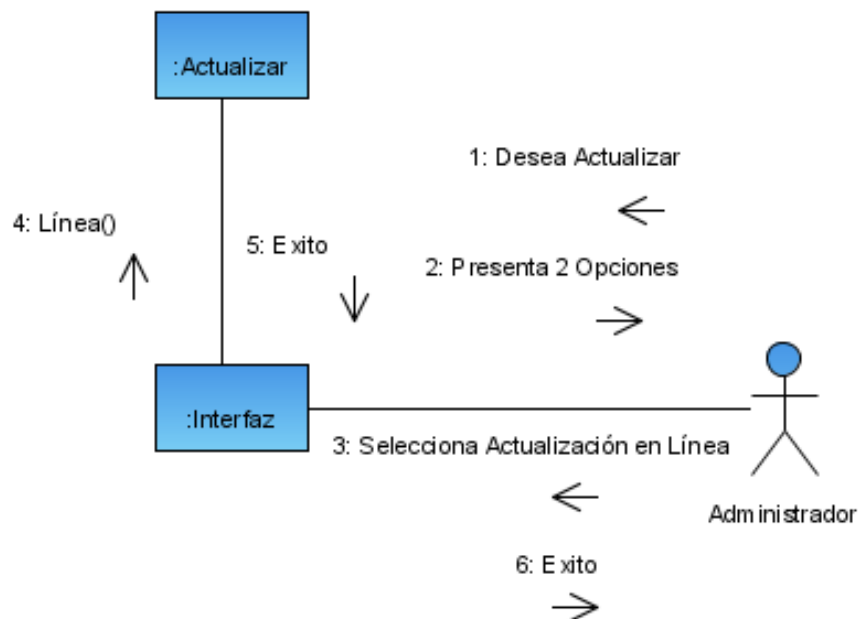 :Actualizar
1: Desea Actualizar
4: Línea()
5: Exito
2: Presenta 2 Opciones
:Interfaz
3: Selecciona Actualización en Línea
Administrador
6: Exito